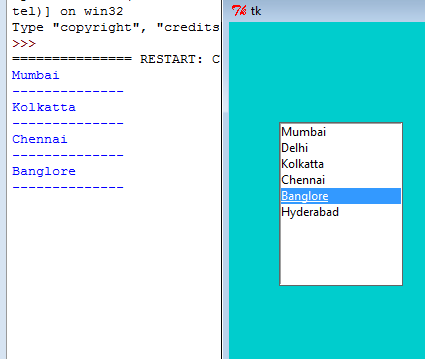 tel)] on win32
Type "copyright", "credits
>>>
=============== RESTART: C
Mumbai
--------------
Kolkatta
--------------
Chennai
--------------
Banglore
--------------
tk
Mumbai
Delhi
Kolkatta
Chennai
Banglore
Hyderabad